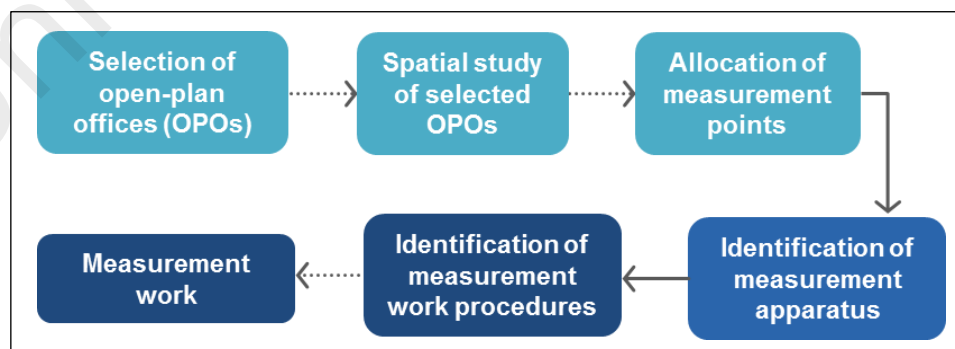 Selection of
open-plan
offices (OPOs)
Spatial study
of selected
OPOs
Allocation of
measurement
points
Identification of
measurement
apparatus
Identification of
measurement
work procedures
Measurement
work